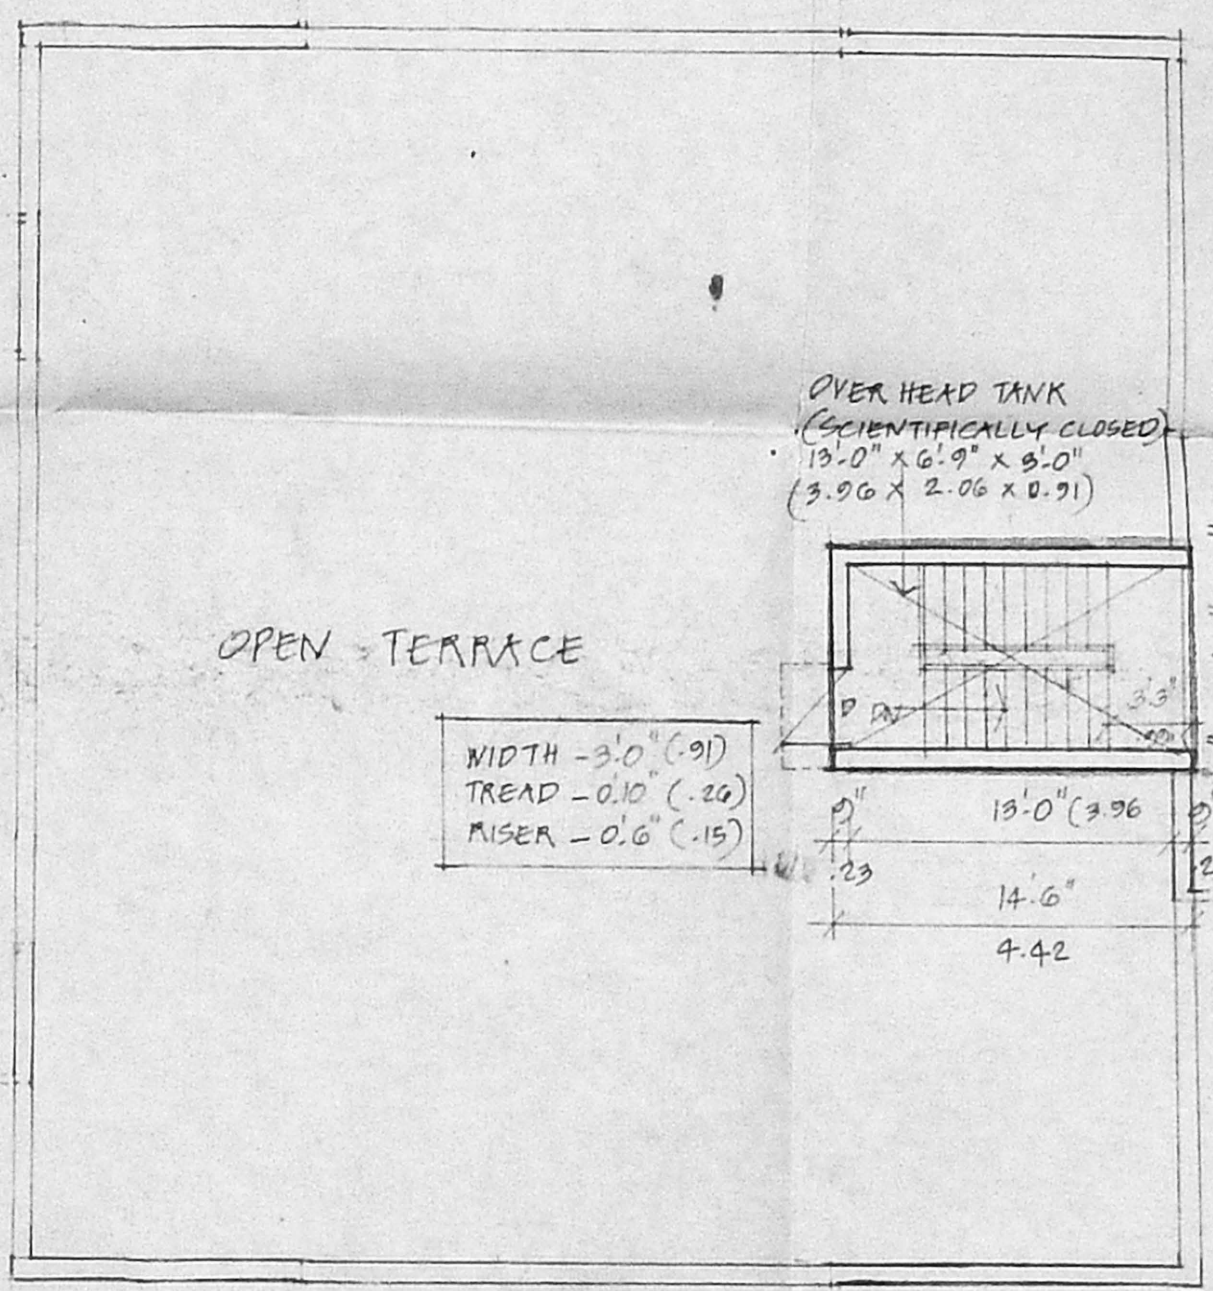 OVER HEAD TANK
(SCIENTIFICALLY CLOSED)
13'-0" x 6'-9" x 3'-0"
(3.96 x 2.06 x 0.91)
OPEN TERRACE
D DN
3'3"
WIDTH - 3'.0" (.91)
TREAD - 0'.10" (.26)
RISER - 0'.6" (.15)
9" 13'-0" (3.96
.23
14'-6"
4.42